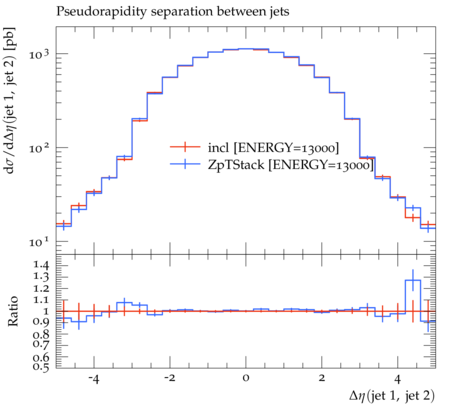 Pseudorapidity separation between jets
dσ/dΔη(jet 1, jet 2) [pb]
10³
10²
10¹
incl [ENERGY=13000]
ZpTStack [ENERGY=13000]
Ratio
1.4
1.3
1.2
1.1
1
0.9
0.8
0.7
0.6
0.5
-4 -2 0 2 4
Δη(jet 1, jet 2)